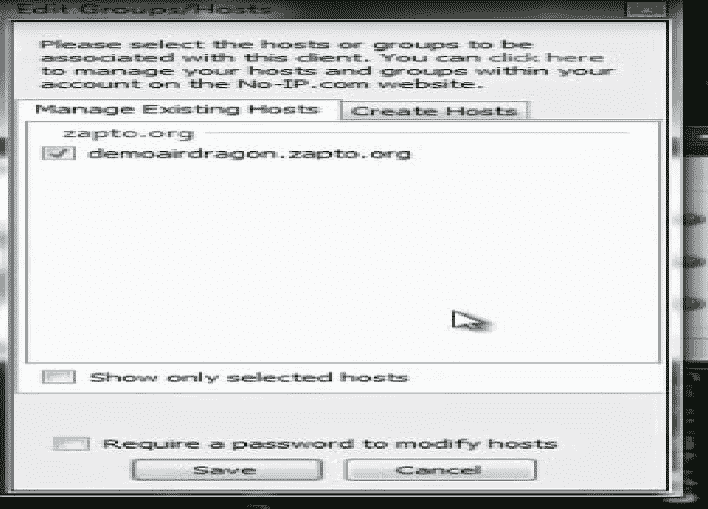 Edit Groups/Hosts
Please select the hosts or groups to be
associated with this client. You can click here
to manage your hosts and groups within your
account on the No-IP.com website.
Manage Existing Hosts
Create Hosts
zapto.org
demoairdragon.zapto.org
Show only selected hosts
Require a password to modify hosts
Save
Cancel